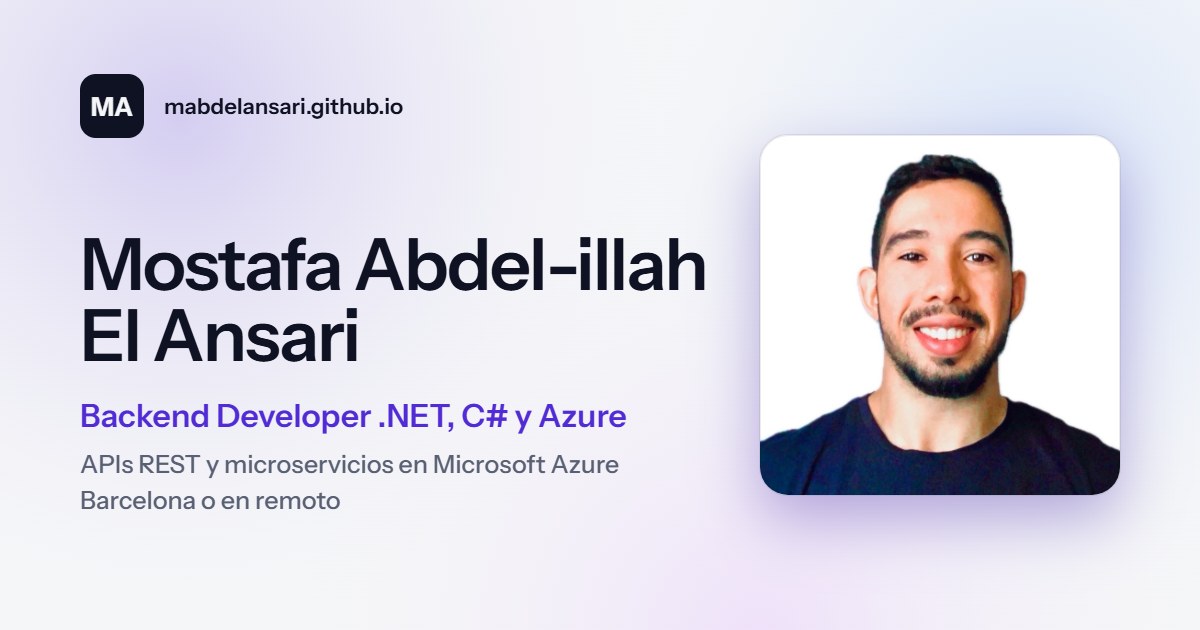 MA
mabdelansari.github.io
Mostafa Abdel-illah
El Ansari
Backend Developer .NET, C# y Azure
APIs REST y microservicios en Microsoft Azure
Barcelona o en remoto